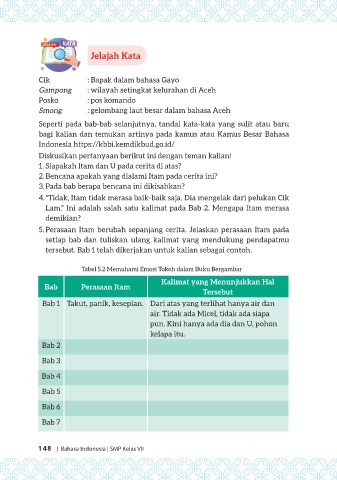 JELAJAH KATA
Jelajah Kata
Cik : Bapak dalam bahasa Gayo
Gampong : wilayah setingkat kelurahan di Aceh
Posko : pos komando
Smong : gelombang laut besar dalam bahasa Aceh
Seperti pada bab-bab selanjutnya, tandai kata-kata yang sulit atau baru
bagi kalian dan temukan artinya pada kamus atau Kamus Besar Bahasa
Indonesia https://kbbi.kemdikbud.go.id/
Diskusikan pertanyaan berikut ini dengan teman kalian!
1. Siapakah Itam dan U pada cerita di atas?
2. Bencana apakah yang dialami Itam pada cerita ini?
3. Pada bab berapa bencana ini dikisahkan?
4. "Tidak, Itam tidak merasa baik-baik saja. Dia mengelak dari pelukan Cik
Lam." Ini adalah salah satu kalimat pada Bab 2. Mengapa Itam merasa
demikian?
5. Perasaan Itam berubah sepanjang cerita. Jelaskan perasaan Itam pada
setiap bab dan tuliskan ulang kalimat yang mendukung pendapatmu
tersebut. Bab 1 telah dikerjakan untuk kalian sebagai contoh.
Tabel 5.2 Memahami Emosi Tokoh dalam Buku Bergambar
Bab Perasaan Itam Kalimat yang Menunjukkan Hal
Tersebut
Bab 1 Takut, panik, kesepian. Dari atas yang terlihat hanya air dan
air. Tidak ada Micel, tidak ada siapa
pun. Kini hanya ada dia dan U, pohon
kelapa itu.
Bab 2
Bab 3
Bab 4
Bab 5
Bab 6
Bab 7
148 | Bahasa Indonesia | SMP Kelas VII